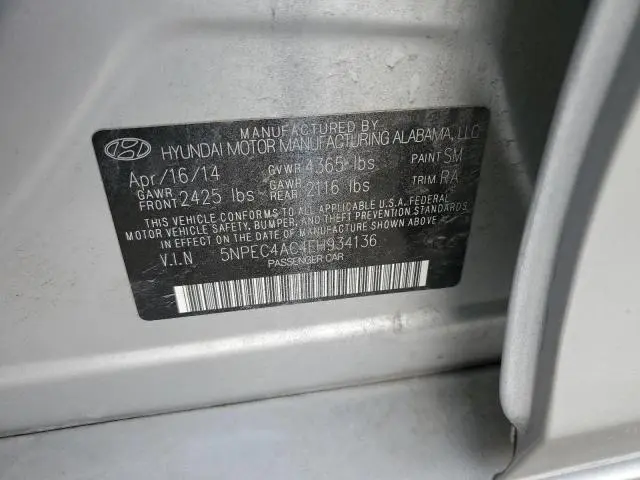 MANUFACTURED BY
HYUNDAI MOTOR MANUFACTURING ALABAMA, LLC
Apr/16/14 GVWR 4365 lbs PAINT SM
GAWR FRONT 2425 lbs GAWR REAR 2116 lbs TRIM RA
THIS VEHICLE CONFORMS TO ALL APPLICABLE U.S.A. FEDERAL
MOTOR VEHICLE SAFETY, BUMPER, AND THEFT PREVENTION STANDARDS
IN EFFECT ON THE DATE OF MANUFACTURE SHOWN ABOVE
V.I.N 5NPEC4AC4EH934136
PASSENGER CAR